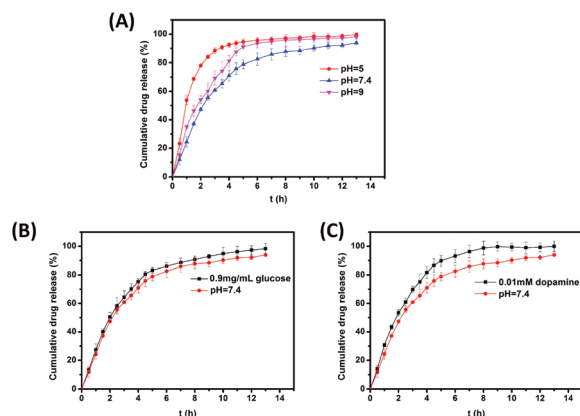 (A)
Cumulative drug release (%)
100
80
60
40
20
0
pH=5
pH=7.4
pH=9
0 2 4 6 8 10 12 14
t (h)
(B)
Cumulative drug release (%)
100
80
60
40
20
0
0.9mg/mL glucose
pH=7.4
0 2 4 6 8 10 12 14
t (h)
(C)
Cumulative drug release (%)
100
80
60
40
20
0
0.01mM dopamine
pH=7.4
0 2 4 6 8 10 12 14
t (h)